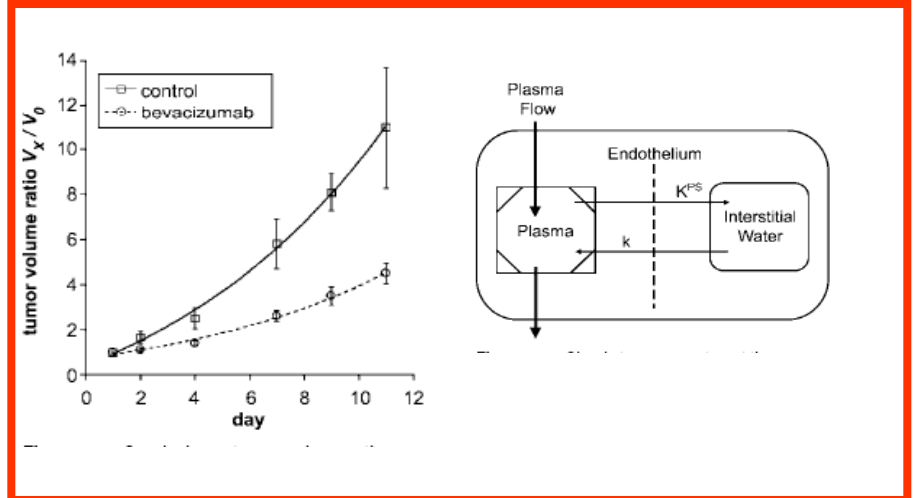 14
12
10
8
6
4
2
0
tumor volume ratio Vx / V0
control
bevacizumab
0 2 4 6 8 10 12
day
Plasma
Flow
Endothelium
K^PS
Plasma
k
Interstitial
Water